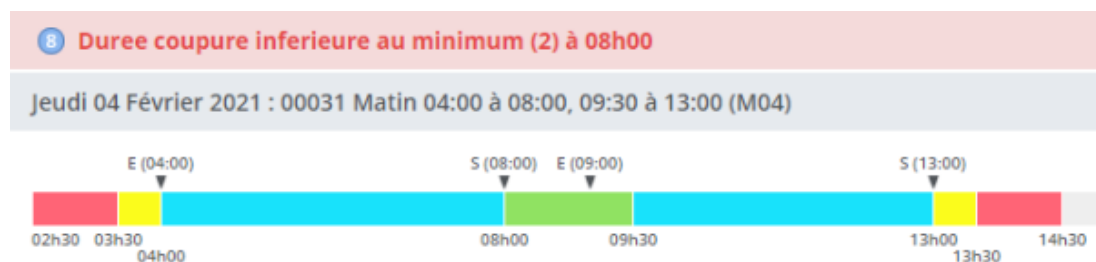 8 Duree coupure inferieure au minimum (2) à 08h00
Jeudi 04 Février 2021 : 00031 Matin 04:00 à 08:00, 09:30 à 13:00 (M04)
E (04:00) S (08:00) E (09:00) S (13:00)
02h30 03h30 08h00 09h30 13h00 14h30
04h00 13h30